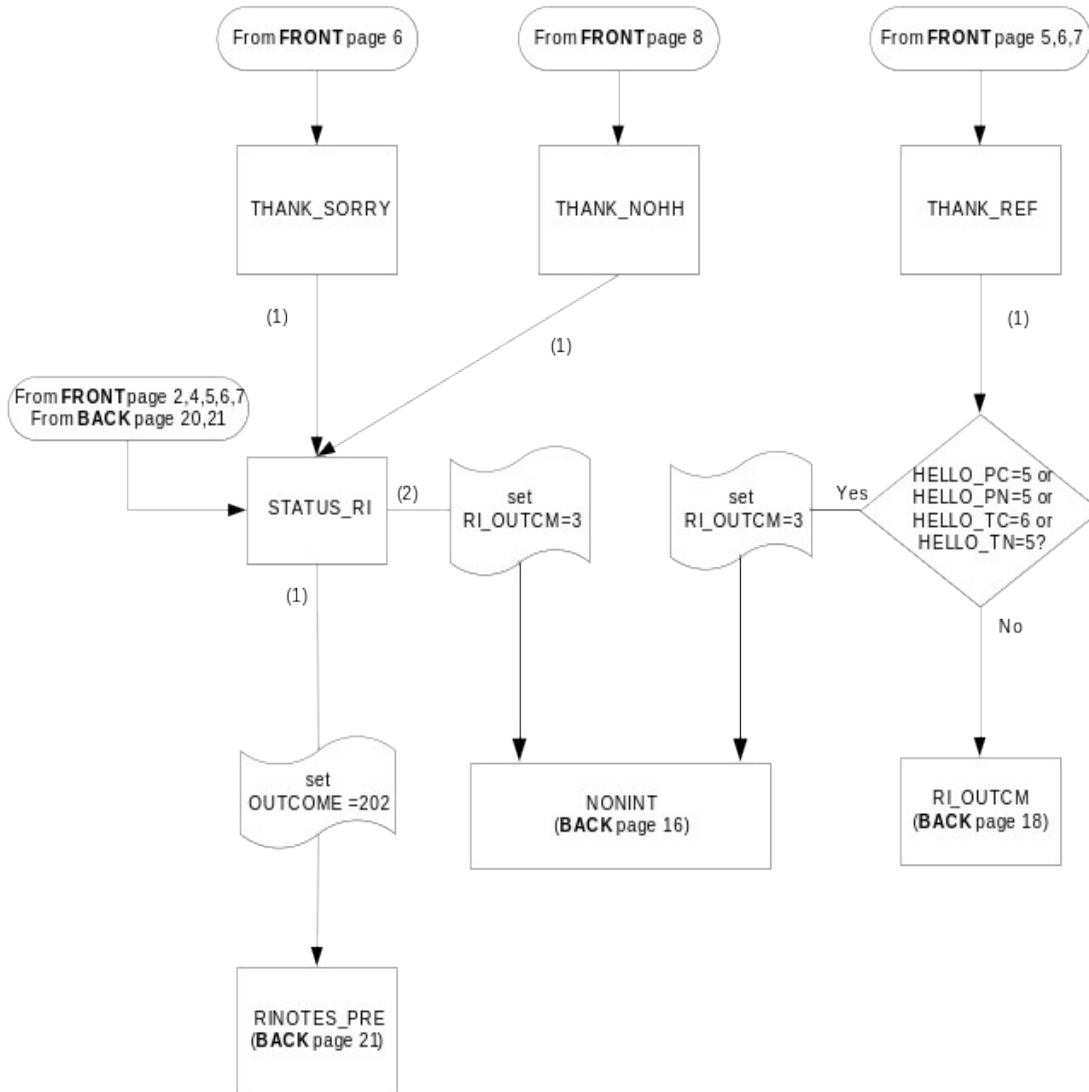 From FRONT page 6
From FRONT page 8
From FRONT page 5,6,7
THANK_SORRY
THANK_NOHH
THANK_REF
(1)
(1)
(1)
From FRONT page 2,4,5,6,7
From BACK page 20,21
STATUS_RI
(2)
set
RI_OUTCM=3
set
RI_OUTCM=3
Yes
HELLO_PC=5 or
HELLO_PN=5 or
HELLO_TC=6 or
HELLO_TN=5?
(1)
No
set
OUTCOME =202
NONINT
(BACK page 16)
RI_OUTCM
(BACK page 18)
RINOTES_PRE
(BACK page 21)